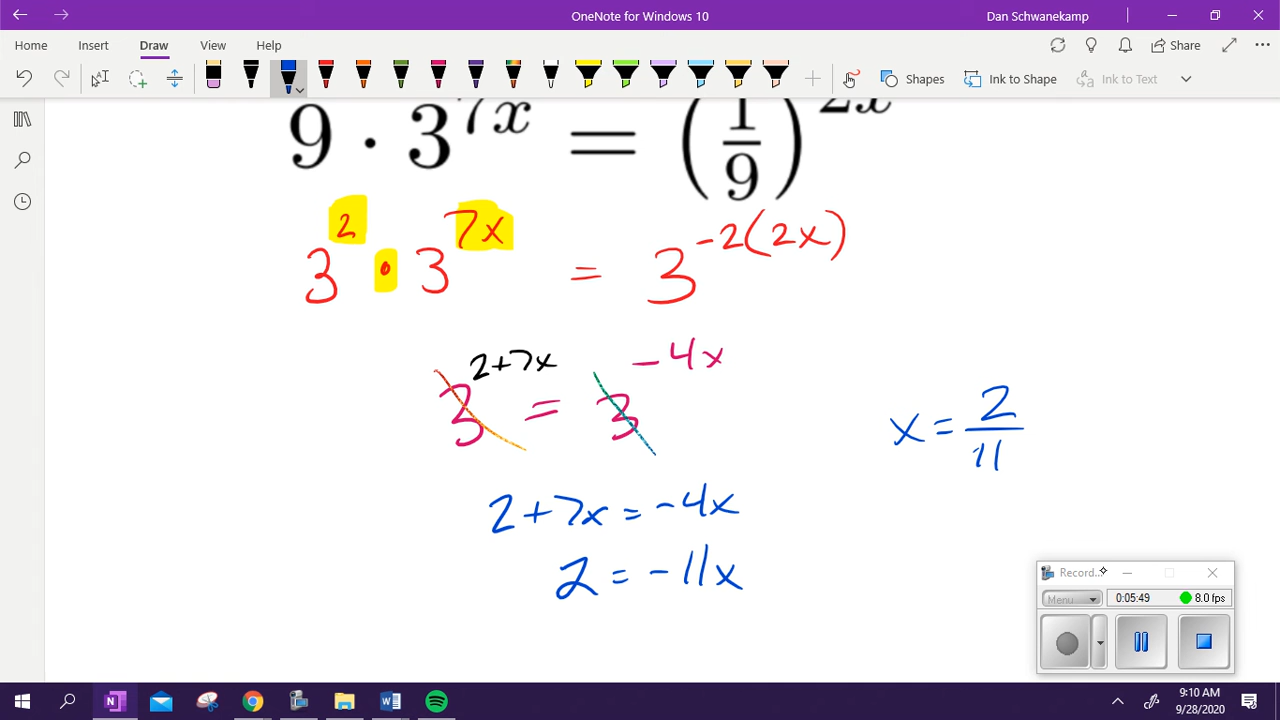 OneNote for Windows 10
Dan Schwanekamp
Home Insert Draw View Help
Share
Shapes Ink to Shape Ink to Text
9 · 3^{7x} = (1/9)^{2x}
3^2 · 3^{7x} = 3^{-2(2x)}
3^{2+7x} = 3^{-4x}
x = 2/11
2+7x = -4x
2 = -11x
Record...
Menu 0:05:49 8.0 fps
9:10 AM
9/28/2020